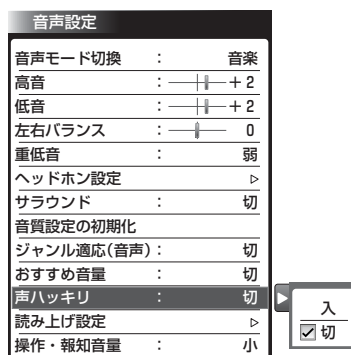 音声設定
音声モード切換 : 音楽
高音 : +2
低音 : +2
左右バランス : 0
重低音 : 弱
ヘッドホン設定
サラウンド : 切
音質設定の初期化
ジャンル適応(音声) : 切
おすすめ音量 : 切
声ハッキリ : 切
入
切
読み上げ設定
操作・報知音量 : 小